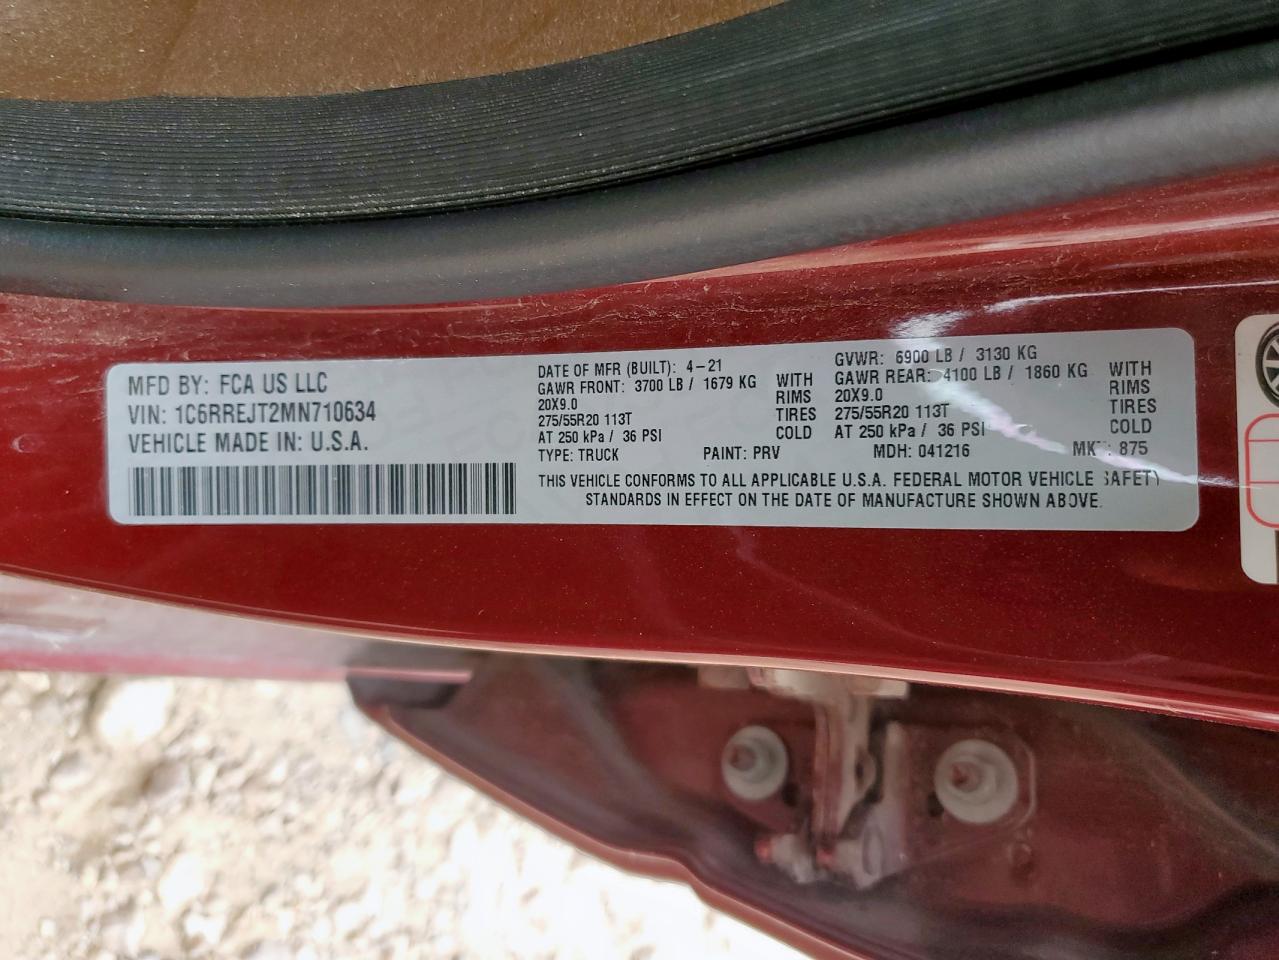 MFD BY: FCA US LLC
VIN: 1C6RREJT2MN710634
VEHICLE MADE IN: U.S.A.
DATE OF MFR (BUILT): 4-21
GAWR FRONT: 3700 LB / 1679 KG WITH
20X9.0 RIMS
275/55R20 113T TIRES
AT 250 kPa / 36 PSI COLD
GVWR: 6900 LB / 3130 KG
GAWR REAR: 4100 LB / 1860 KG WITH
20X9.0 RIMS
275/55R20 113T TIRES
AT 250 kPa / 36 PSI COLD
TYPE: TRUCK PAINT: PRV MDH: 041216 : 875
THIS VEHICLE CONFORMS TO ALL APPLICABLE U.S.A. FEDERAL MOTOR VEHICLE SAFETY
STANDARDS IN EFFECT ON THE DATE OF MANUFACTURE SHOWN ABOVE.